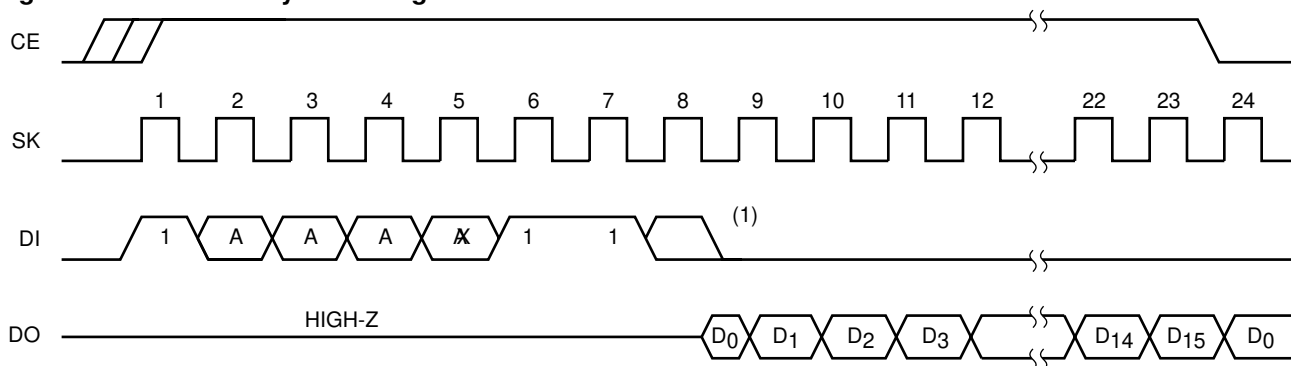 CE
1 2 3 4 5 6 7 8 9 10 11 12 22 23 24
SK
(1)
DI 1 A A A 1 1
HIGH-Z
DO D0 D1 D2 D3 D14 D15 D0